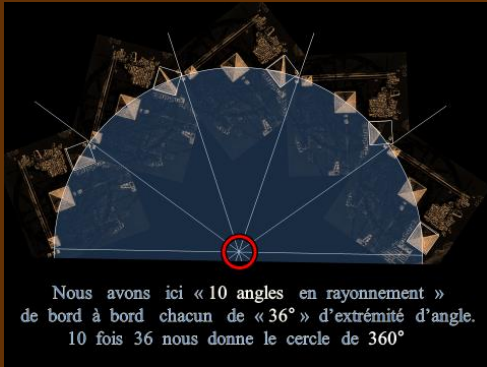 Nous avons ici « 10 angles en rayonnement »
de bord à bord chacun de « 36° » d’extrémité d’angle.
10 fois 36 nous donne le cercle de 360°